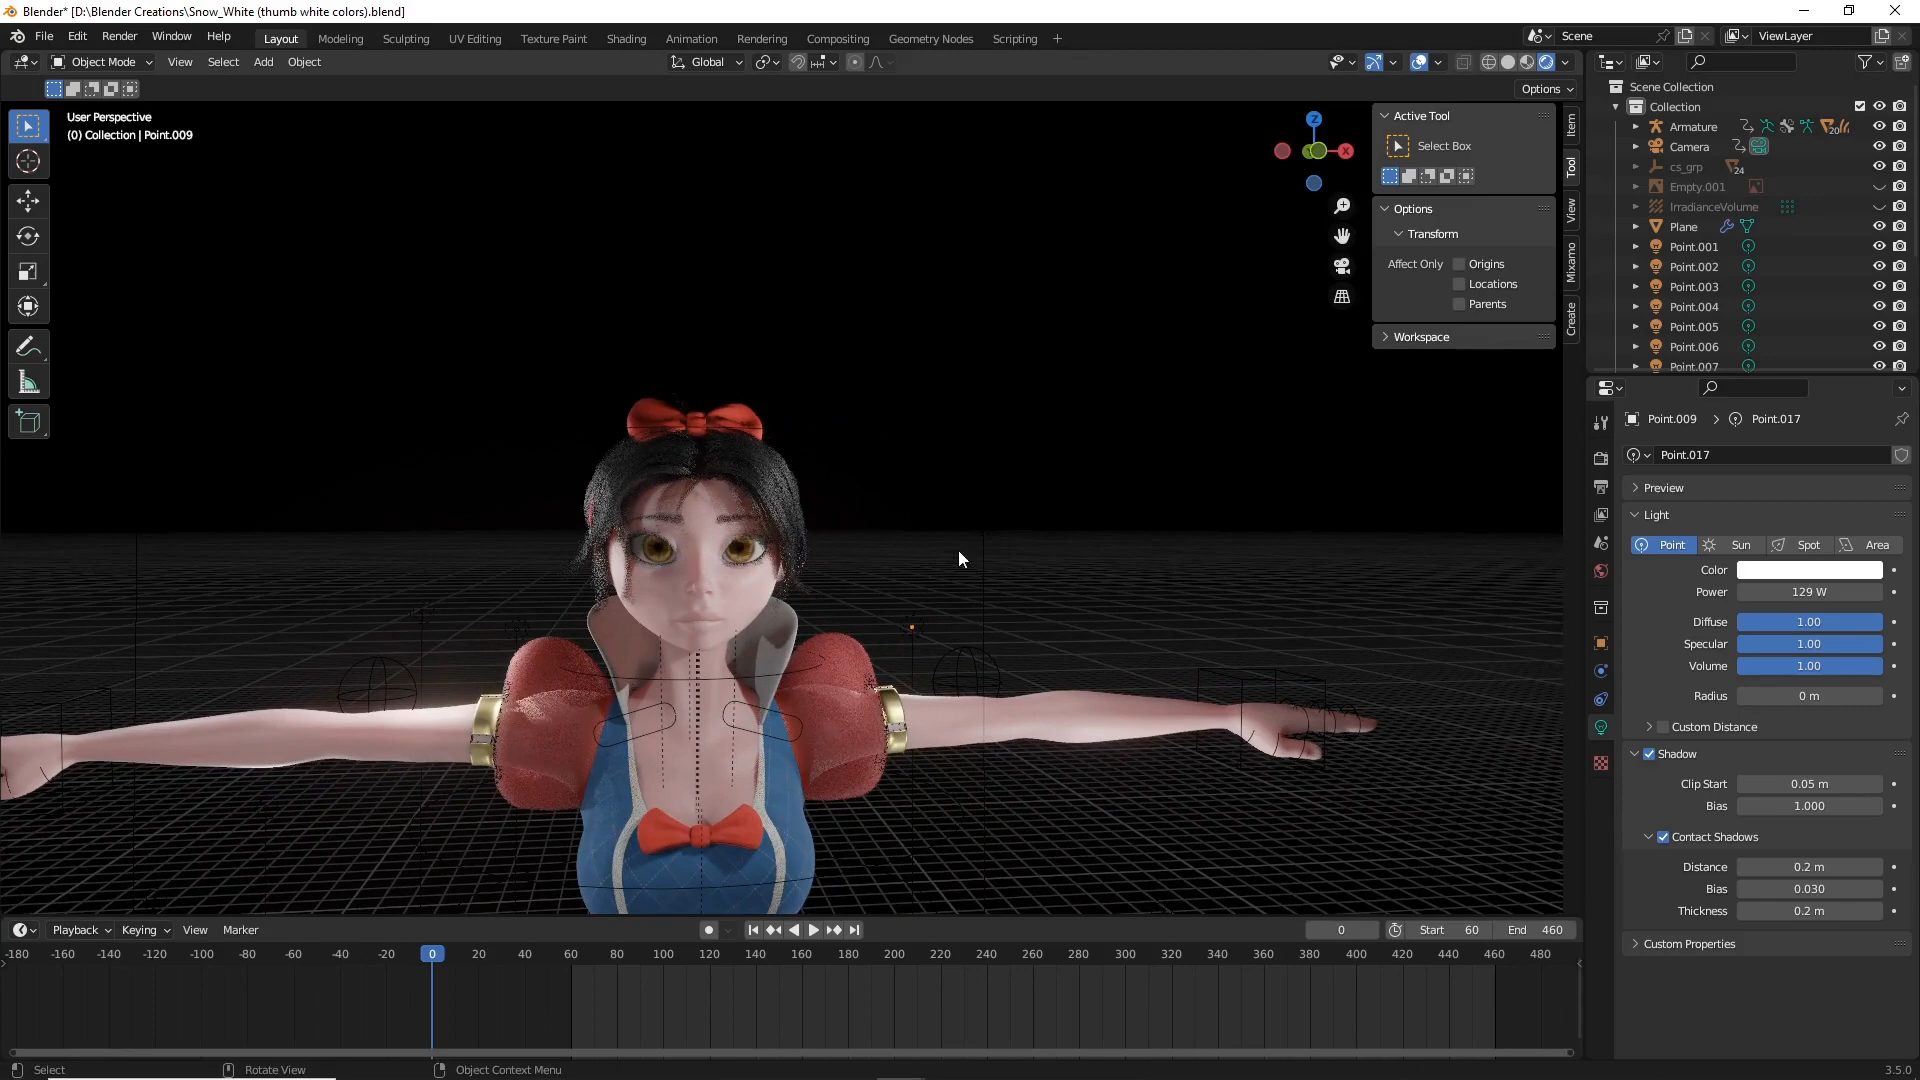 Blender* [D:\Blender Creations\Snow_White (thumb white colors).blend]
File Edit Render Window Help
Layout Modeling Sculpting UV Editing Texture Paint Shading Animation Rendering Compositing Geometry Nodes Scripting +
Scene ViewLayer
Object Mode View Select Add Object Global
Options
User Perspective
(0) Collection | Point.009
Z
X
Active Tool
Select Box
Options
Transform
Affect Only Origins
Locations
Parents
Workspace
Item
Tool
View
Mixamo
Create
Scene Collection
Collection
Armature 20
Camera
cs_grp 24
Empty.001
IrradianceVolume
Plane
Point.001
Point.002
Point.003
Point.004
Point.005
Point.006
Point.007
Point.009 > Point.017
Point.017
Preview
Light
Point Sun Spot Area
Color
Power 129 W
Diffuse 1.00
Specular 1.00
Volume 1.00
Radius 0 m
Custom Distance
Shadow
Clip Start 0.05 m
Bias 1.000
Contact Shadows
Distance 0.2 m
Bias 0.030
Thickness 0.2 m
Custom Properties
Playback Keying View Marker 0 Start 60 End 460
-180 -160 -140 -120 -100 -80 -60 -40 -20 0 20 40 60 80 100 120 140 160 180 200 220 240 260 280 300 320 340 360 380 400 420 440 460 480
Select Rotate View Object Context Menu 3.5.0